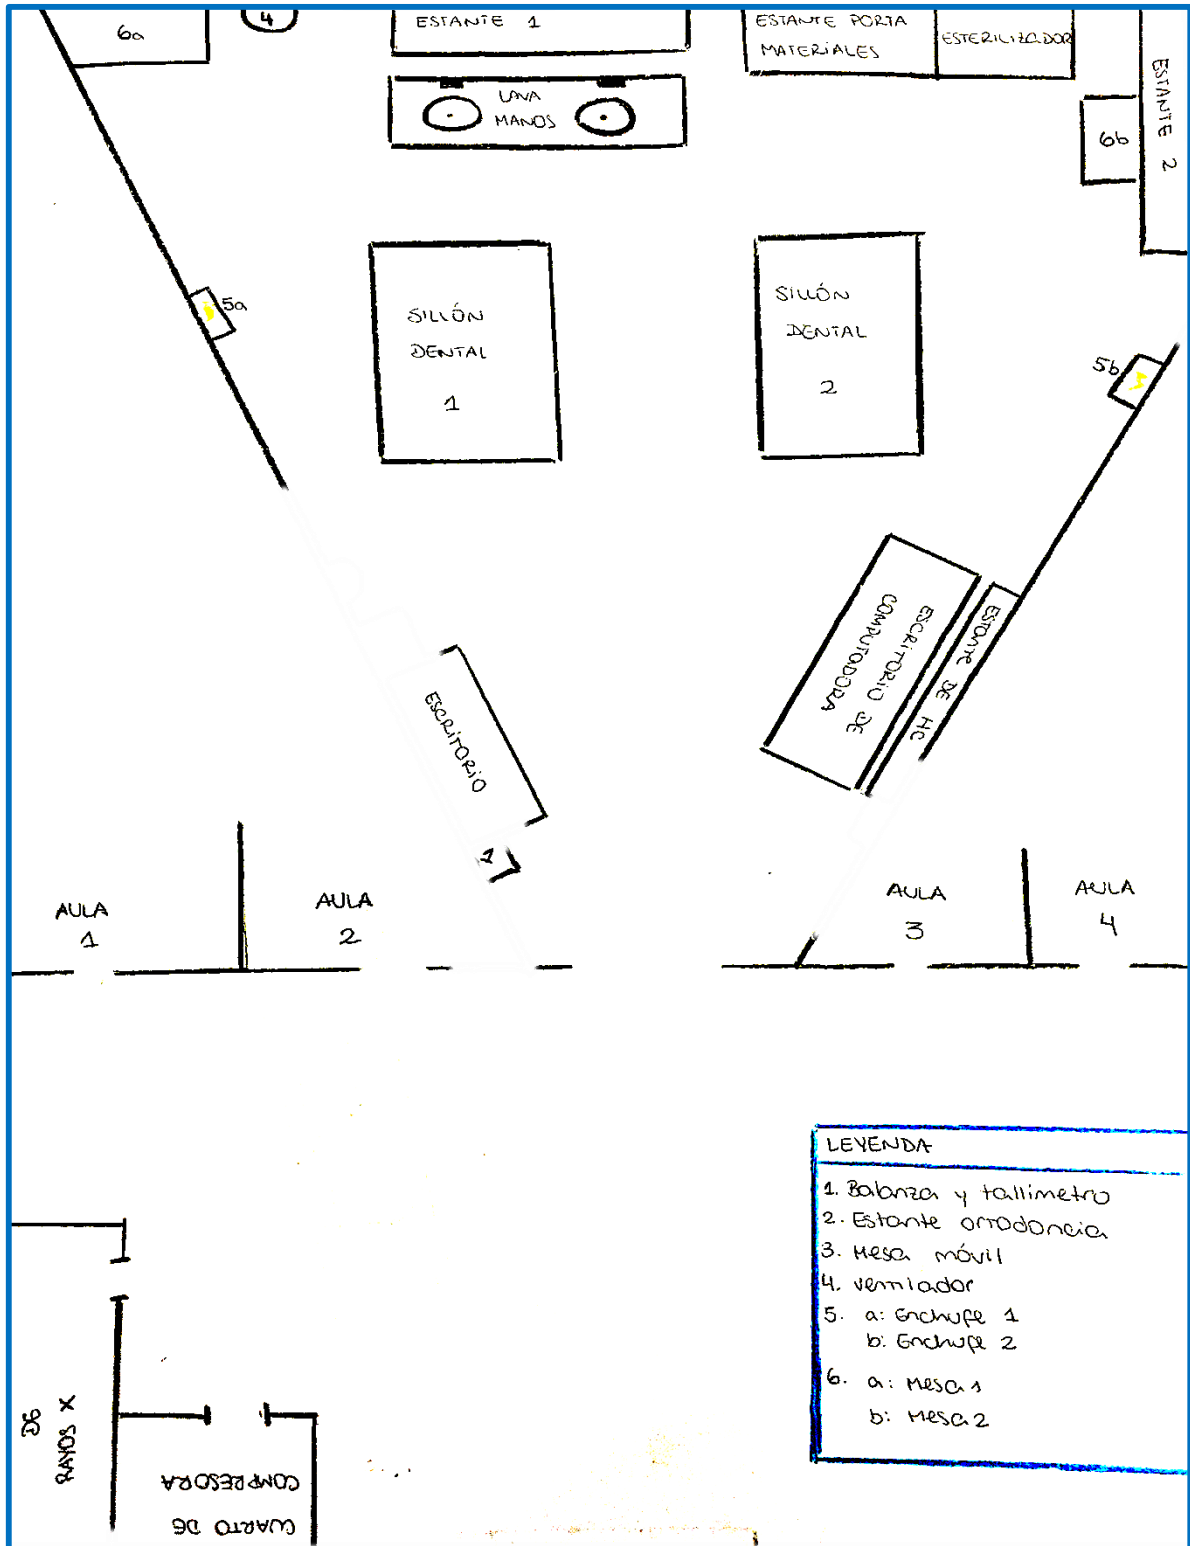 6a
4
ESTANTE 1
ESTANTE PORTA
MATERIALES
ESTERILIZADOR
ESTANTE 2
LAVA
MANOS
6b
5a
SILLÓN
DENTAL
1
SILLÓN
DENTAL
2
5b
ESCRITORIO
1
ESCRITORIO DE
COMPUTADORA
ESTANTE DE HC
AULA
1
AULA
2
AULA
3
AULA
4
LEYENDA
1. Balanza y tallimetro
2. Estante ortodoncia
3. Mesa móvil
4. ventilador
5. a: Enchufe 1
b: Enchufe 2
6. a: Mesa 1
b: Mesa 2
DE
RAYOS X
CUARTO DE
COMPRESORA